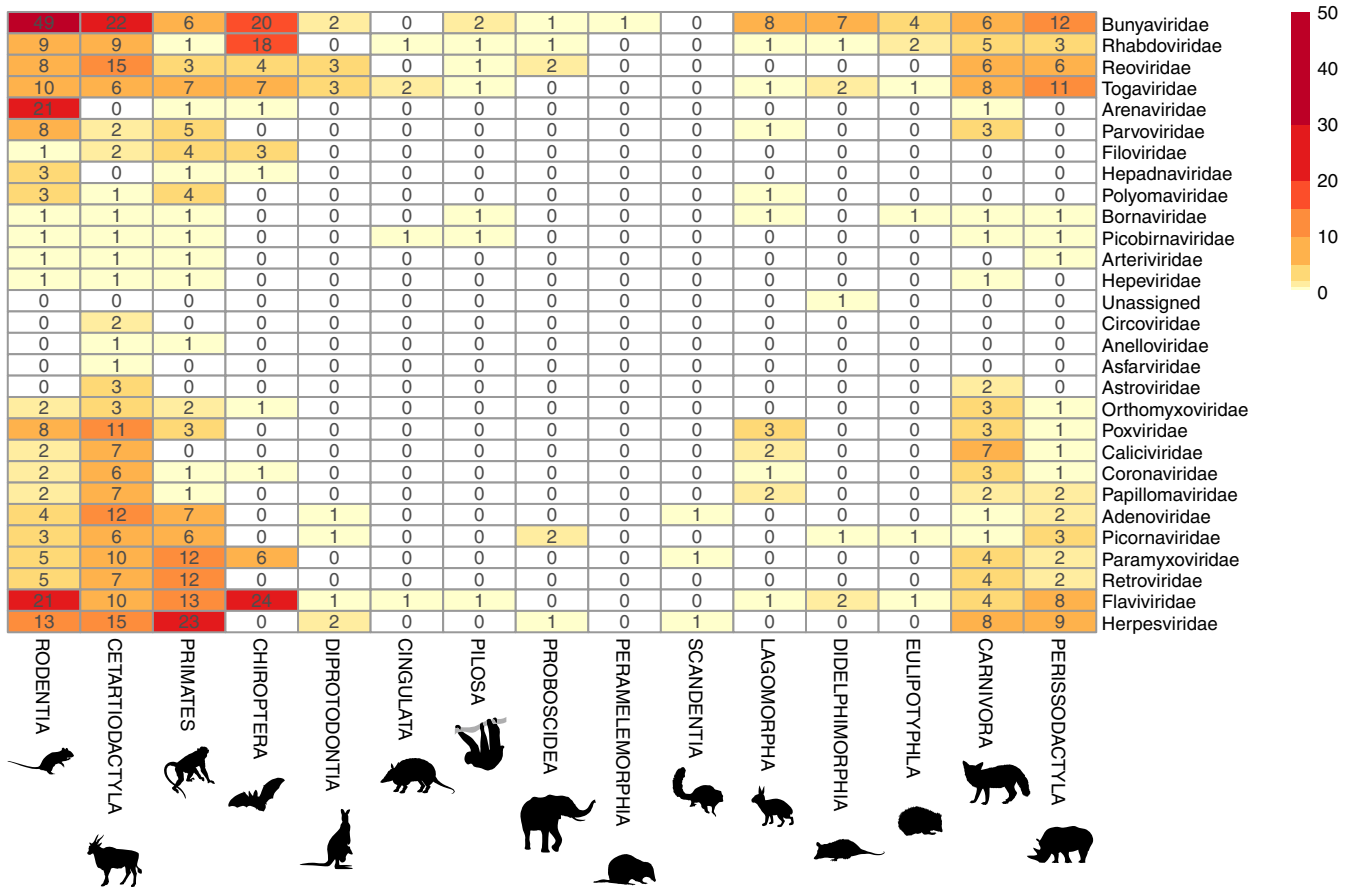 49 22 6 20 2 0 2 1 1 0 8 7 4 6 12 Bunyaviridae
9 9 1 18 0 1 1 1 0 0 1 1 2 5 3 Rhabdoviridae
8 15 3 4 3 0 1 2 0 0 0 0 0 6 6 Reoviridae
10 6 7 7 3 2 1 0 0 0 1 2 1 8 11 Togaviridae
21 0 1 1 0 0 0 0 0 0 0 0 0 1 0 Arenaviridae
8 2 5 0 0 0 0 0 0 0 1 0 0 3 0 Parvoviridae
1 2 4 3 0 0 0 0 0 0 0 0 0 0 0 Filoviridae
3 0 1 1 0 0 0 0 0 0 0 0 0 0 0 Hepadnaviridae
3 1 4 0 0 0 0 0 0 0 1 0 0 0 0 Polyomaviridae
1 1 1 0 0 0 1 0 0 0 1 0 1 1 1 Bornaviridae
1 1 1 0 0 1 1 0 0 0 0 0 0 1 1 Picobirnaviridae
1 1 1 0 0 0 0 0 0 0 0 0 0 0 1 Arteriviridae
1 1 1 0 0 0 0 0 0 0 0 0 0 1 0 Hepeviridae
0 0 0 0 0 0 0 0 0 0 0 1 0 0 0 Unassigned
0 2 0 0 0 0 0 0 0 0 0 0 0 0 0 Circoviridae
0 1 1 0 0 0 0 0 0 0 0 0 0 0 0 Anelloviridae
0 1 0 0 0 0 0 0 0 0 0 0 0 0 0 Asfarviridae
0 3 0 0 0 0 0 0 0 0 0 0 0 2 0 Astroviridae
2 3 2 1 0 0 0 0 0 0 0 0 0 3 1 Orthomyxoviridae
8 11 3 0 0 0 0 0 0 0 3 0 0 3 1 Poxviridae
2 7 0 0 0 0 0 0 0 0 2 0 0 7 1 Caliciviridae
2 6 1 1 0 0 0 0 0 0 1 0 0 3 1 Coronaviridae
2 7 1 0 0 0 0 0 0 0 2 0 0 2 2 Papillomaviridae
4 12 7 0 1 0 0 0 0 1 0 0 0 1 2 Adenoviridae
3 6 6 0 1 0 0 2 0 0 0 1 1 1 3 Picornaviridae
5 10 12 6 0 0 0 0 0 1 0 0 0 4 2 Paramyxoviridae
5 7 12 0 0 0 0 0 0 0 0 0 0 4 2 Retroviridae
21 10 13 24 1 1 1 0 0 0 1 2 1 4 8 Flaviviridae
13 15 23 0 2 0 0 1 0 1 0 0 0 8 9 Herpesviridae
RODENTIA
CETARTIODACTYLA
PRIMATES
CHIROPTERA
DIPROTODONTIA
CINGULATA
PILOSA
PROBOSCIDEA
PERAMELEMORPHIA
SCANDENTIA
LAGOMORPHA
DIDELPHIMORPHIA
EULIPOTYPHLA
CARNIVORA
PERISSODACTYLA
50
40
30
20
10
0